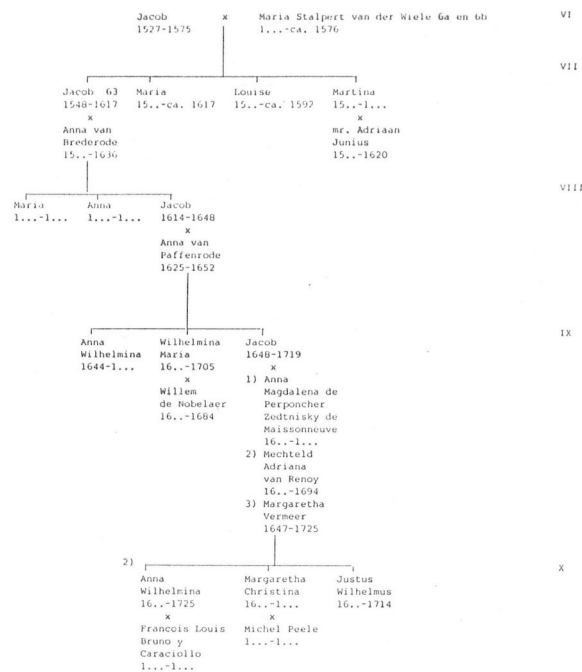 Jacob x Maria Stalpert van der Wiele 6a en 6b VI
1527-1575 1...-ca. 1576
VII
Jacob 63 Maria Louise Martina
1548-1617 15..-ca. 1617 15..-ca. 1592 15..-1...
x x
Anna van mr. Adriaan
Brederode Junius
15..-1636 15..-1620
VIII
Maria Anna Jacob
1...-1... 1...-1... 1614-1648
x
Anna van
Paffenrode
1625-1652
IX
Anna Wilhelmina Jacob
Wilhelmina Maria 1648-1719
1644-1... 16..-1705 x
x 1) Anna
Willem Magdalena de
de Nobelaer Perponcher
16..-1684 Zedtnisky de
Maissonneuve
16..-1...
2) Mechteld
Adriana
van Renoy
16..-1694
3) Margaretha
Vermeer
1647-1725
2) X
Anna Margaretha Justus
Wilhelmina Christina Wilhelmus
16..-1725 16..-1... 16..-1714
x x
Francois Louis Michel Peele
Bruno y 1...-1...
Caraciollo
1...-1...